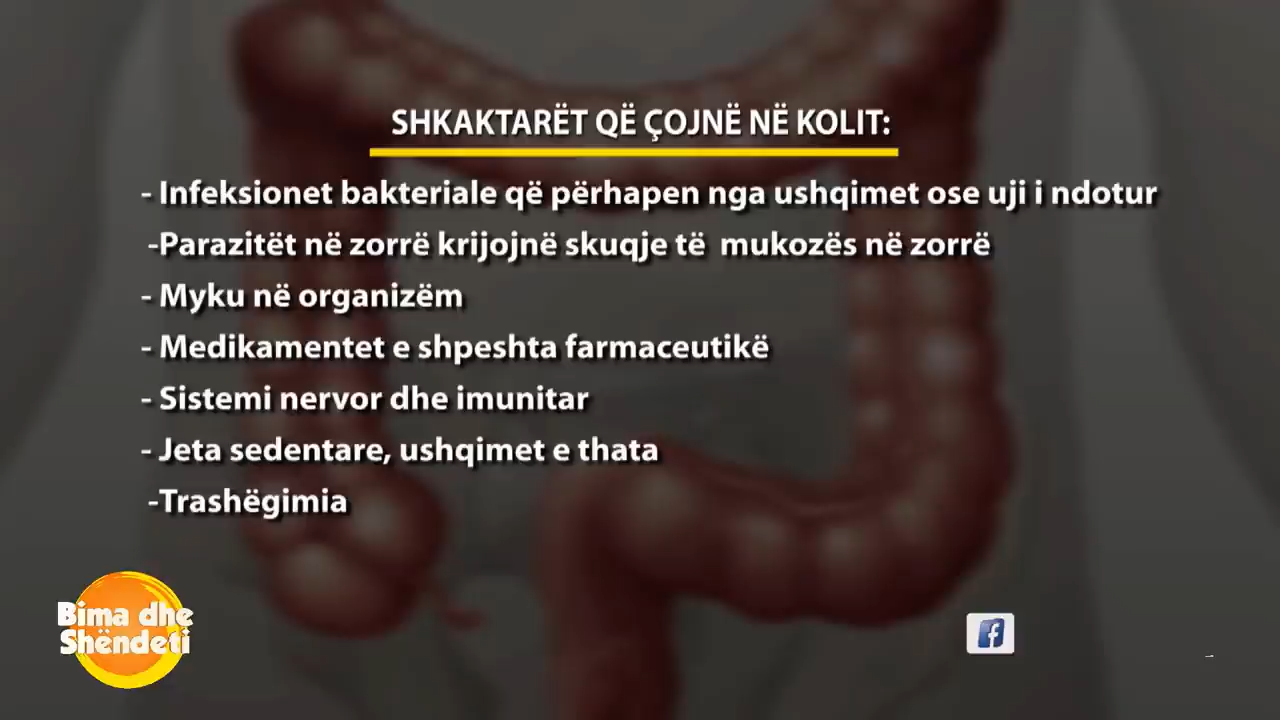 SHKAKTARËT QË ÇOJNË NË KOLIT:
- Infeksionet bakteriale që përhapen nga ushqimet ose uji i ndotur
-Parazitët në zorrë krijojnë skuqje të mukozës në zorrë
- Myku në organizëm
- Medikamentet e shpeshta farmaceutikë
- Sistemi nervor dhe imunitar
- Jeta sedentare, ushqimet e thata
-Trashëgimia
Bima dhe
Shëndeti
f